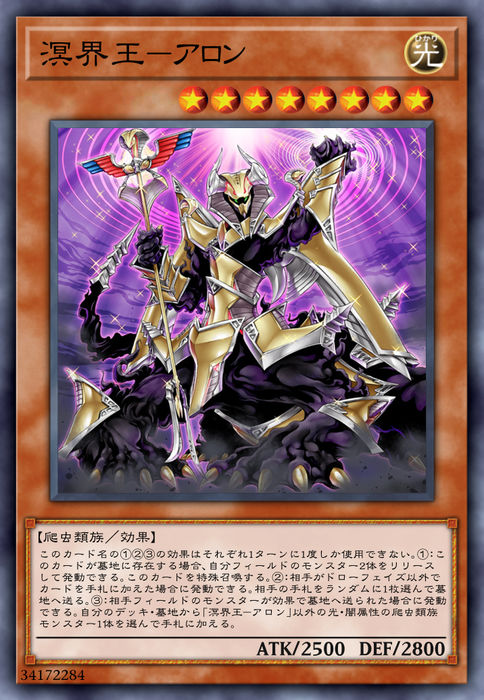 溟界王－アロン
光
ひかり
【爬虫類族／効果】
このカード名の①②③の効果はそれぞれ1ターンに1度しか使用できない。①：こ
のカードが墓地に存在する場合、自分フィールドのモンスター2体をリリース
して発動できる。このカードを特殊召喚する。②：相手がドローフェイズ以外で
カードを手札に加えた場合に発動できる。相手の手札をランダムに1枚選んで墓
地へ送る。③：相手フィールドのモンスターが効果で墓地へ送られた場合に発動
できる。自分のデッキ・墓地から「溟界王－アロン」以外の光・闇属性の爬虫類族
モンスター1体を選んで手札に加える。
ATK/2500 DEF/2800
34172284